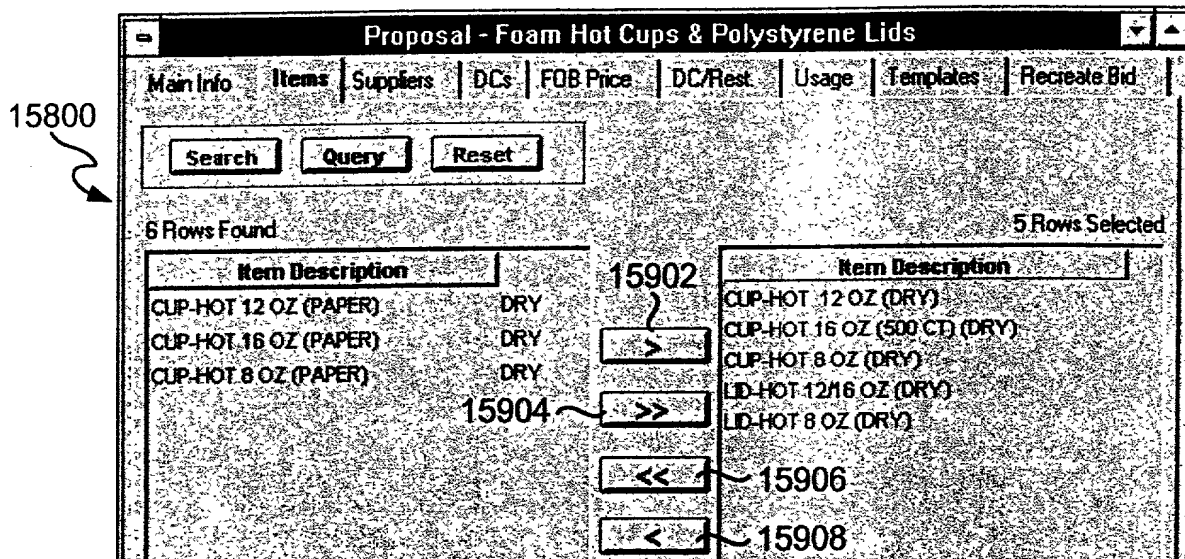 Proposal - Foam Hot Cups & Polystyrene Lids
Main Info Items Suppliers DCs FOB Price DC/Rest. Usage Templates Recreate Bid
15800
Search Query Reset
6 Rows Found 5 Rows Selected
Item Description Item Description
15902
CUP-HOT 12 OZ (PAPER) DRY CUP-HOT 12 OZ (DRY)
CUP-HOT 16 OZ (PAPER) DRY > CUP-HOT 16 OZ (500 CT) (DRY)
CUP-HOT 8 OZ (PAPER) DRY CUP-HOT 8 OZ (DRY)
LID-HOT 12/16 OZ (DRY)
15904 >> LID-HOT 8 OZ (DRY)
<< 15906
< 15908